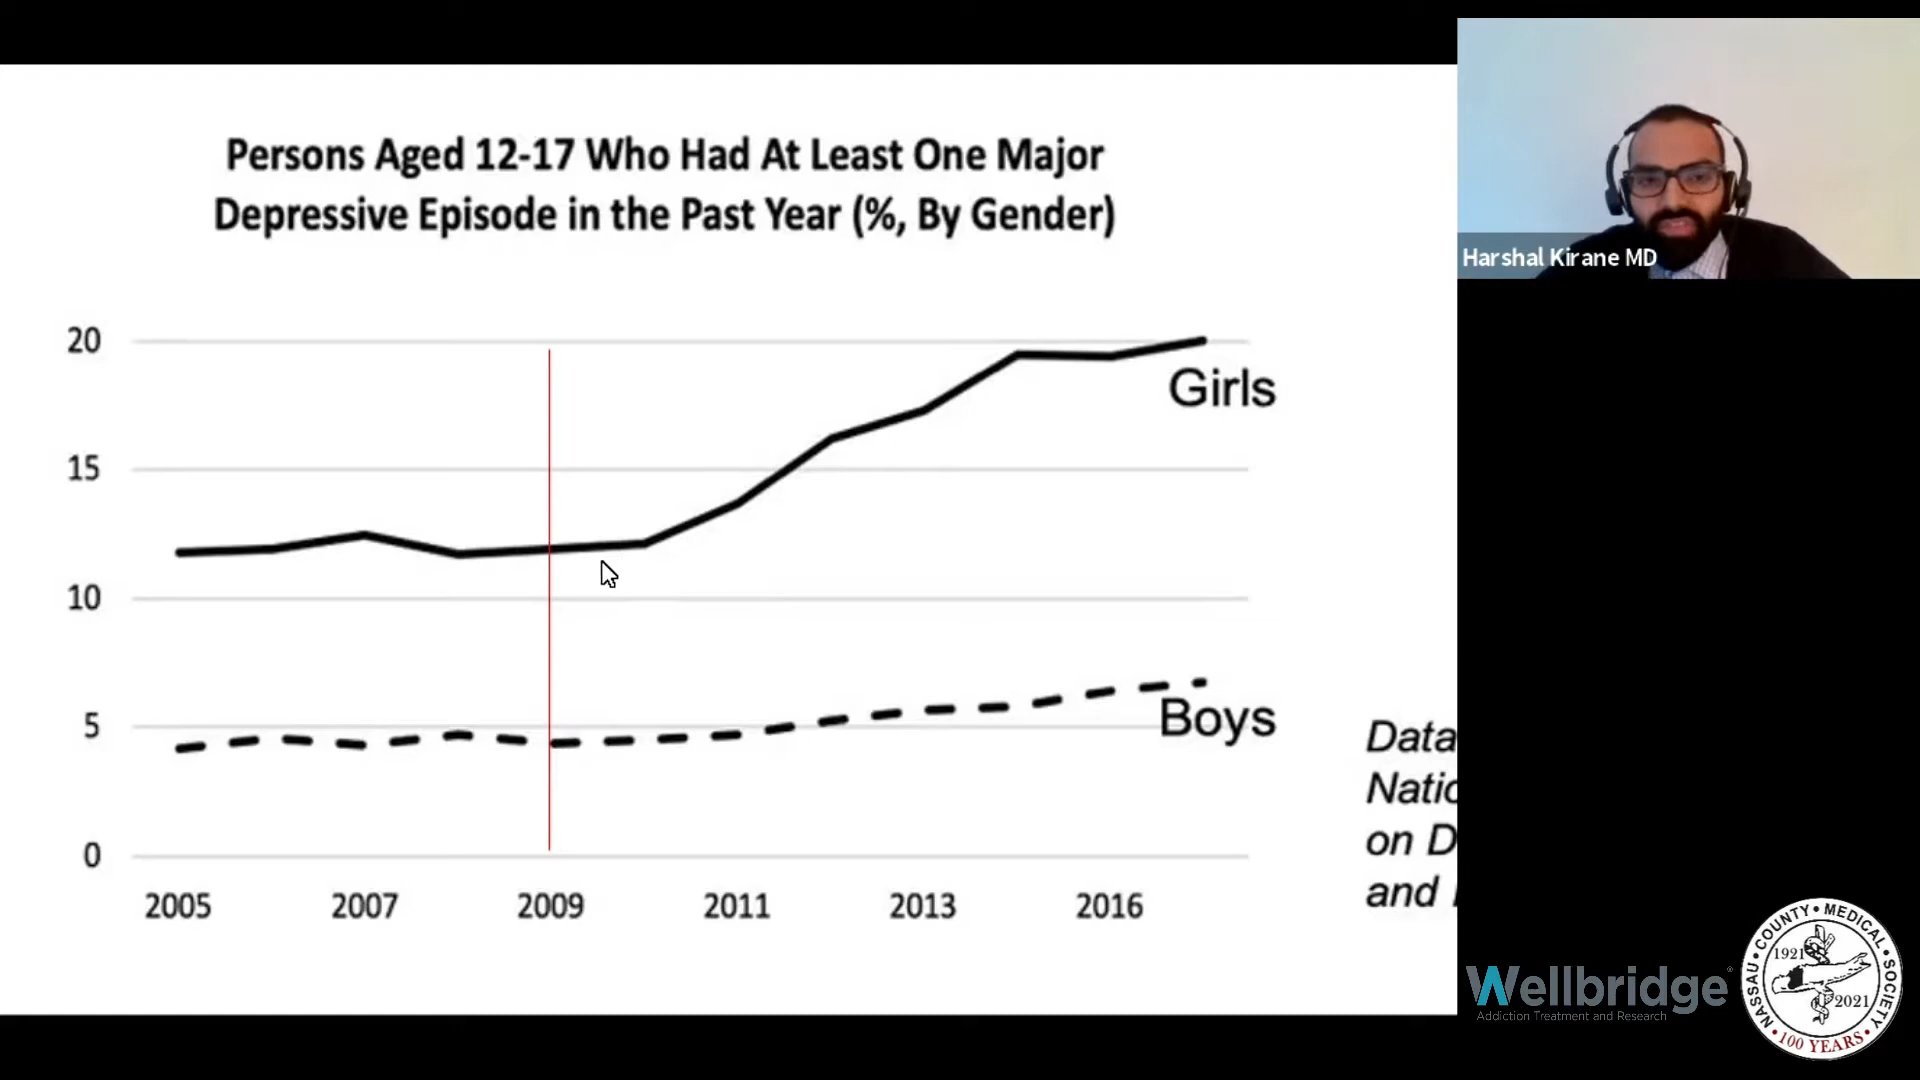 Persons Aged 12-17 Who Had At Least One Major
Depressive Episode in the Past Year (%, By Gender)
20
15
10
5
0
Girls
Boys
2005 2007 2009 2011 2013 2016
Data
Natio
on D
and
Harshal Kirane MD
Wellbridge
Addiction Treatment and Research
NASSAU • COUNTY • MEDICAL • SOCIETY
1921
2021
• 100 YEARS •